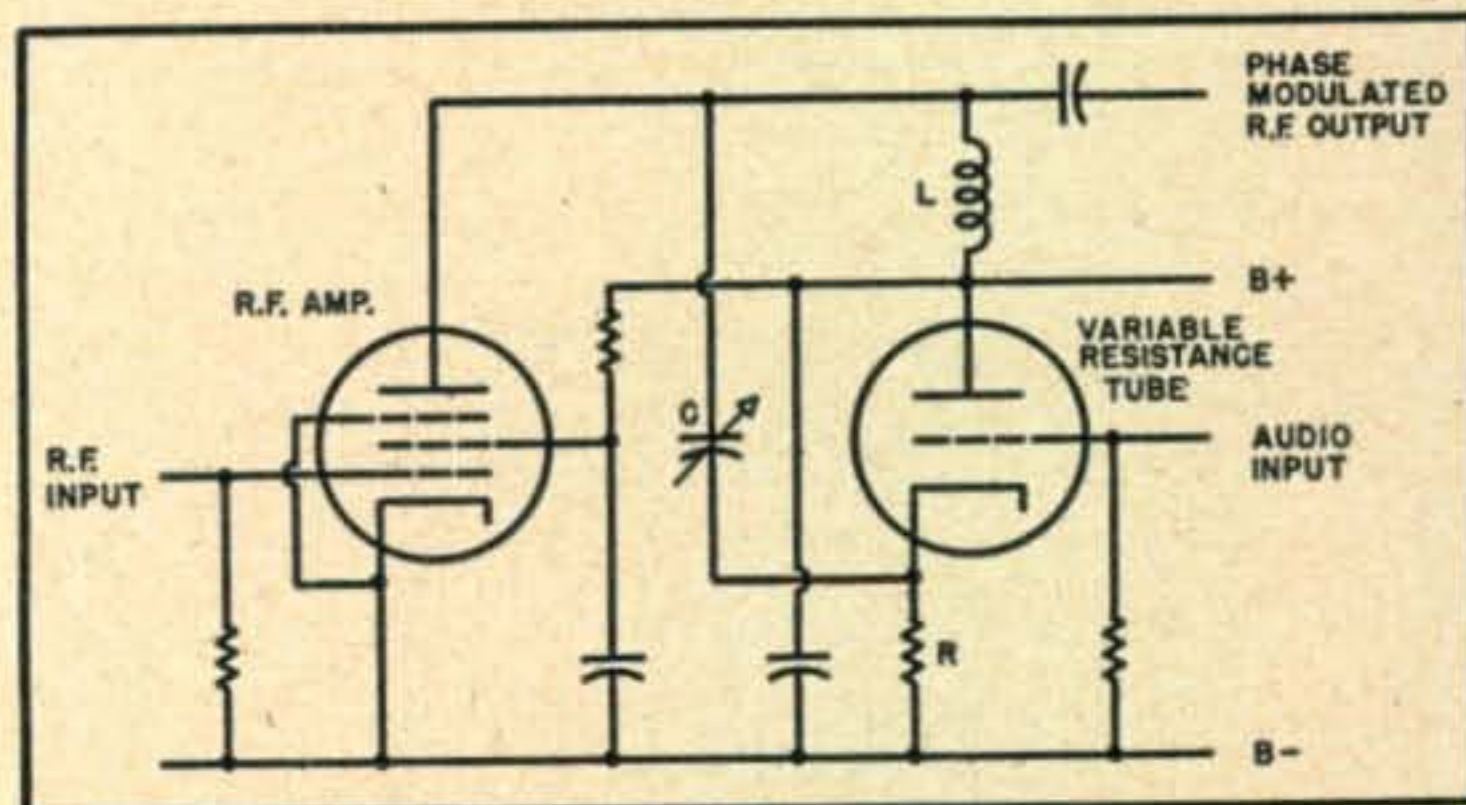 PHASE
MODULATED
R.F. OUTPUT
L
B+
R.F. AMP.
VARIABLE
RESISTANCE
TUBE
C
R.F.
INPUT
AUDIO
INPUT
R
B-